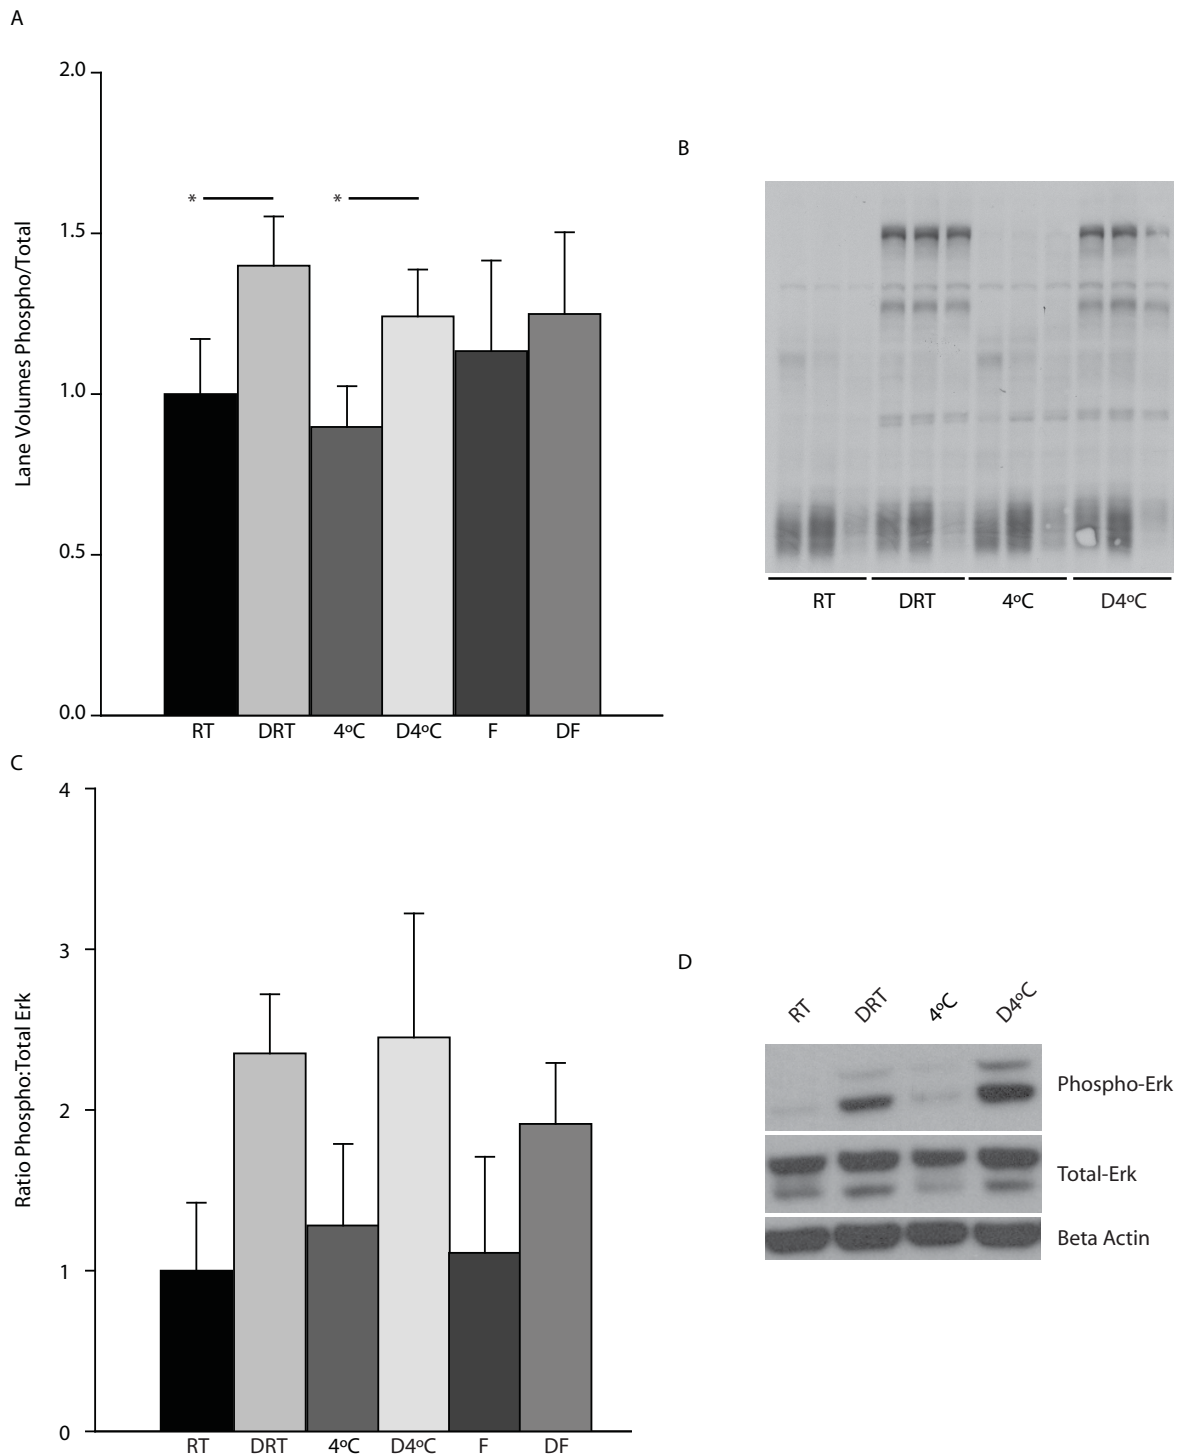 A
2.0
1.5
1.0
0.5
0.0
Lane Volumes Phospho/Total
* *
RT DRT 4ºC D4ºC F DF
B
RT DRT 4ºC D4ºC
C
4
3
2
1
0
Ratio Phospho:Total Erk
RT DRT 4ºC D4ºC F DF
D
RT DRT 4ºC D4ºC
Phospho-Erk
Total-Erk
Beta Actin